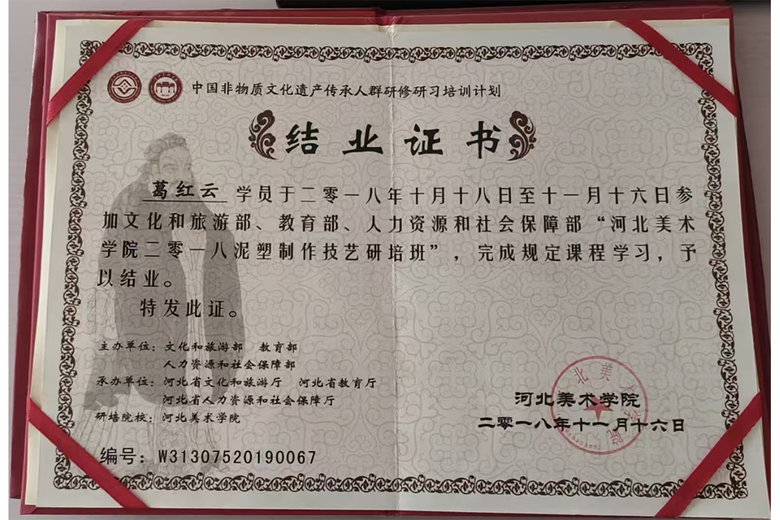 中国非物质文化遗产传承人群研修研习培训计划
结业证书
葛红云 学员于二零一八年十月十八日至十一月十六日参
加文化和旅游部、教育部、人力资源和社会保障部“河北美术
学院二零一八泥塑制作技艺研培班”，完成规定课程学习，予
以结业。
特发此证。
主办单位：文化和旅游部 教育部
人力资源和社会保障部
承办单位：河北省文化和旅游厅 河北省教育厅
河北省人力资源和社会保障厅
研培院校：河北美术学院
河北美术学院
二零一八年十一月十六日
编号：W31307520190067